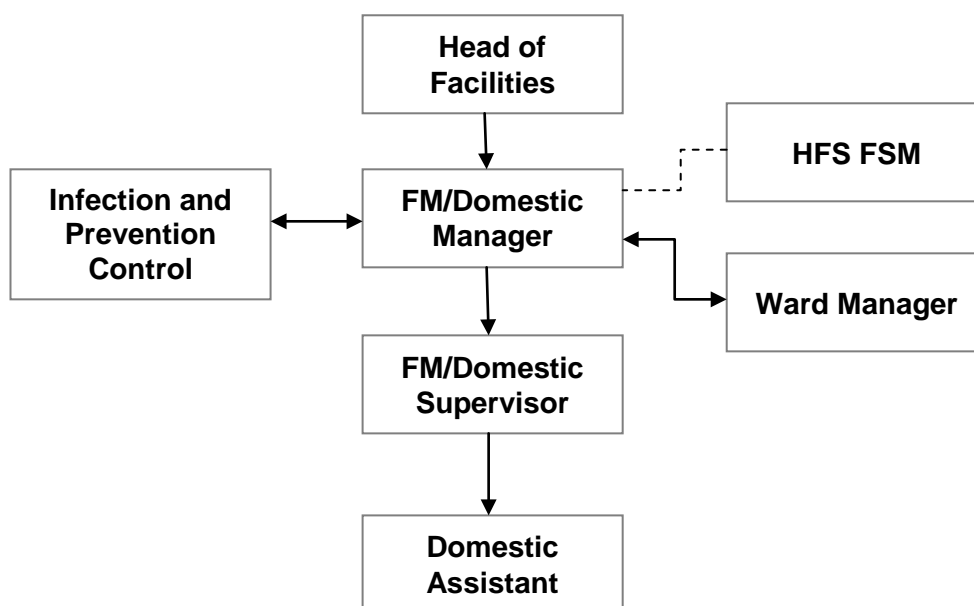 Head of
Facilities
HFS FSM
Infection and
Prevention
Control
FM/Domestic
Manager
Ward Manager
FM/Domestic
Supervisor
Domestic
Assistant